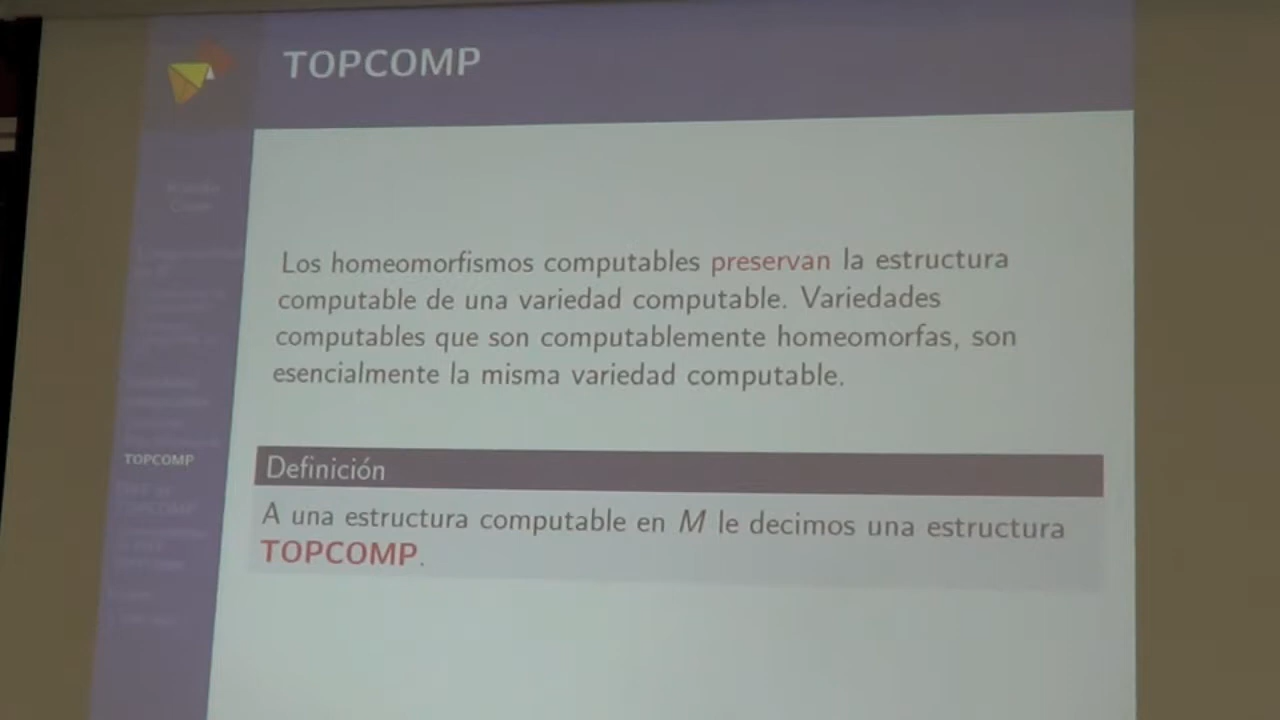 TOPCOMP
Los homeomorfismos computables preservan la estructura
computable de una variedad computable. Variedades
computables que son computablemente homeomorfas, son
esencialmente la misma variedad computable.
TOPCOMP
Definición
A una estructura computable en M le decimos una estructura
TOPCOMP.